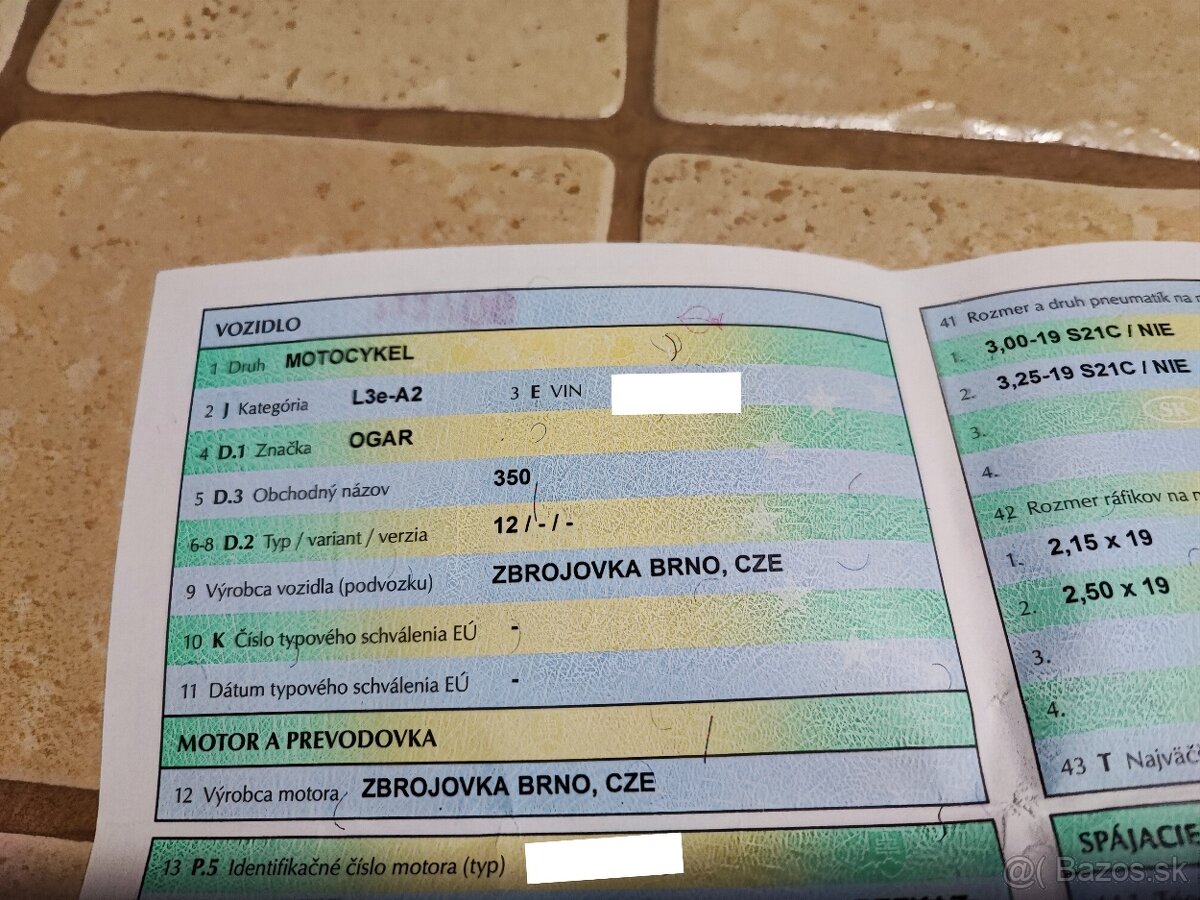 VOZIDLO
1 Druh MOTOCYKEL
2 J Kategória L3e-A2 3 E VIN
4 D.1 Značka OGAR
5 D.3 Obchodný názov 350
6-8 D.2 Typ / variant / verzia 12 / - / -
9 Výrobca vozidla (podvozku) ZBROJOVKA BRNO, CZE
10 K Číslo typového schválenia EÚ -
11 Dátum typového schválenia EÚ -
MOTOR A PREVODOVKA
12 Výrobca motora ZBROJOVKA BRNO, CZE
13 P.5 Identifikačné číslo motora (typ)
41 Rozmer a druh pneumatík na
1. 3,00-19 S21C / NIE
2. 3,25-19 S21C / NIE
3.
SK
4.
42 Rozmer ráfikov na
1. 2,15 x 19
2. 2,50 x 19
3.
4.
43 T
SPÁJACIE
@( Bazos.sk